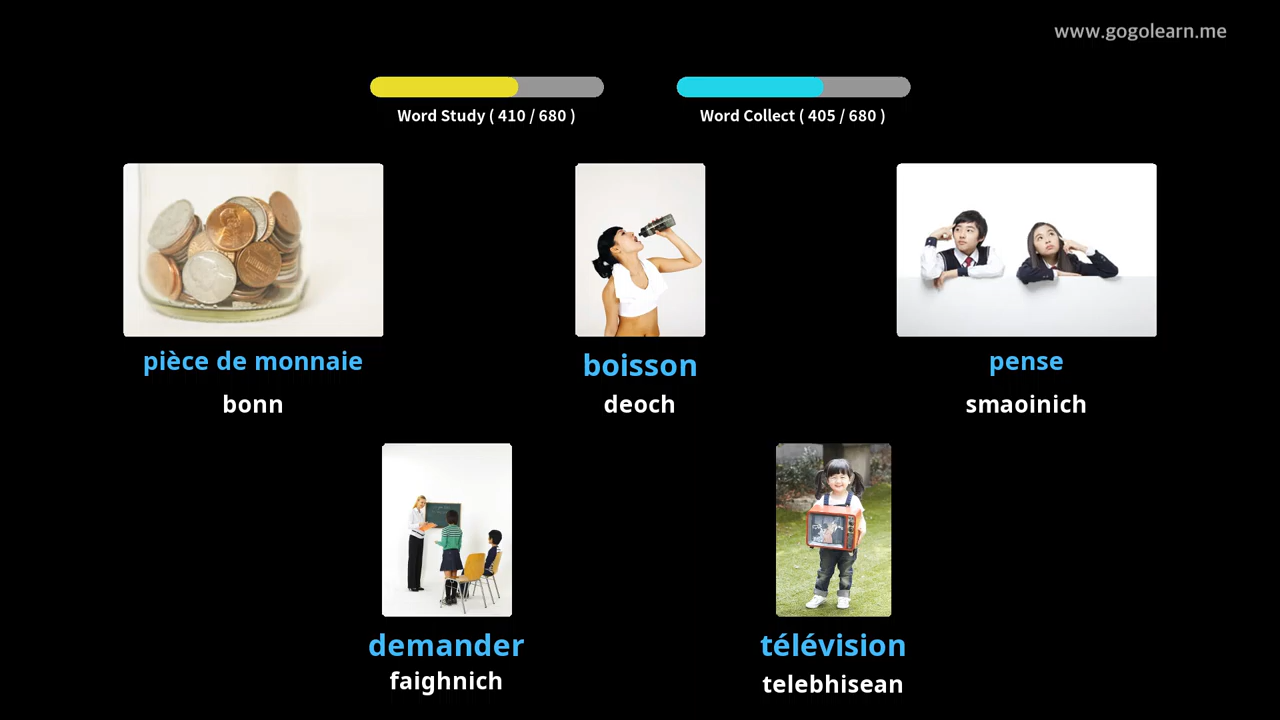 www.gogolearn.me
Word Study ( 410 / 680 )
Word Collect ( 405 / 680 )
pièce de monnaie
bonn
boisson
deoch
pense
smaoinich
demander
faighnich
télévision
telebhisean